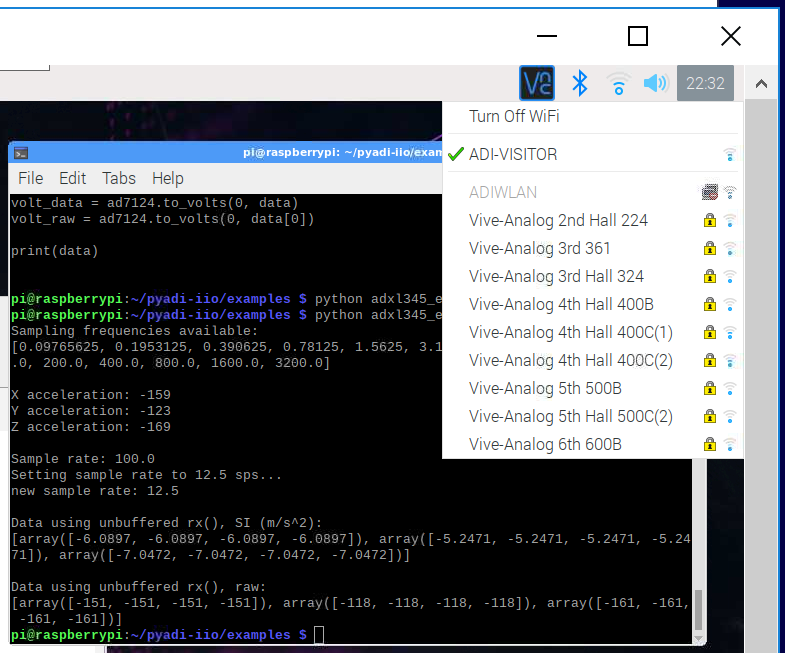 22:32
Turn Off WiFi
ADI-VISITOR
ADIWLAN
Vive-Analog 2nd Hall 224
Vive-Analog 3rd 361
Vive-Analog 3rd Hall 324
Vive-Analog 4th Hall 400B
Vive-Analog 4th Hall 400C(1)
Vive-Analog 4th Hall 400C(2)
Vive-Analog 5th 500B
Vive-Analog 5th Hall 500C(2)
Vive-Analog 6th 600B
pi@raspberrypi: ~/pyadi-iio/exam
File Edit Tabs Help
volt_data = ad7124.to_volts(0, data)
volt_raw = ad7124.to_volts(0, data[0])
print(data)
pi@raspberrypi:~/pyadi-iio/examples $ python adxl345_e
pi@raspberrypi:~/pyadi-iio/examples $ python adxl345_e
Sampling frequencies available:
[0.09765625, 0.1953125, 0.390625, 0.78125, 1.5625, 3.1
.0, 200.0, 400.0, 800.0, 1600.0, 3200.0]
X acceleration: -159
Y acceleration: -123
Z acceleration: -169
Sample rate: 100.0
Setting sample rate to 12.5 sps...
new sample rate: 12.5
Data using unbuffered rx(), SI (m/s^2):
[array([-6.0897, -6.0897, -6.0897, -6.0897]), array([-5.2471, -5.2471, -5.2471, -5.24
71]), array([-7.0472, -7.0472, -7.0472, -7.0472])]
Data using unbuffered rx(), raw:
[array([-151, -151, -151, -151]), array([-118, -118, -118, -118]), array([-161, -161,
-161, -161])]
pi@raspberrypi:~/pyadi-iio/examples $